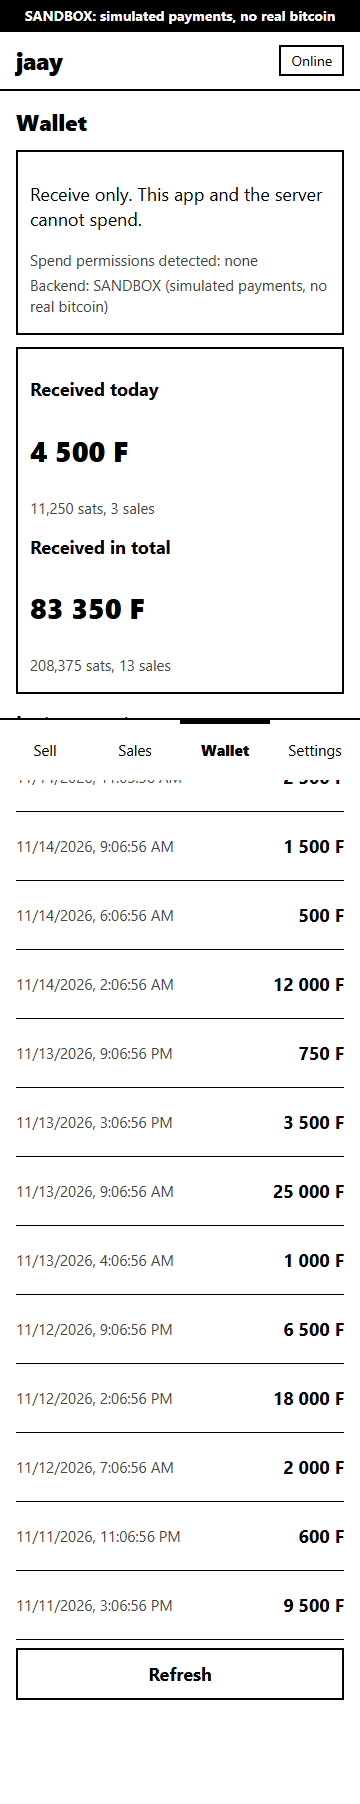 SANDBOX: simulated payments, no real bitcoin
jaay
Online
Wallet
Receive only. This app and the server
cannot spend.
Spend permissions detected: none
Backend: SANDBOX (simulated payments, no
real bitcoin)
Received today
4 500 F
11,250 sats, 3 sales
Received in total
83 350 F
208,375 sats, 13 sales
Sell
Sales
Wallet
Settings
11/14/2026, 9:06:56 AM
1 500 F
11/14/2026, 6:06:56 AM
500 F
11/14/2026, 2:06:56 AM
12 000 F
11/13/2026, 9:06:56 PM
750 F
11/13/2026, 3:06:56 PM
3 500 F
11/13/2026, 9:06:56 AM
25 000 F
11/13/2026, 4:06:56 AM
1 000 F
11/12/2026, 9:06:56 PM
6 500 F
11/12/2026, 2:06:56 PM
18 000 F
11/12/2026, 7:06:56 AM
2 000 F
11/11/2026, 11:06:56 PM
600 F
11/11/2026, 3:06:56 PM
9 500 F
Refresh